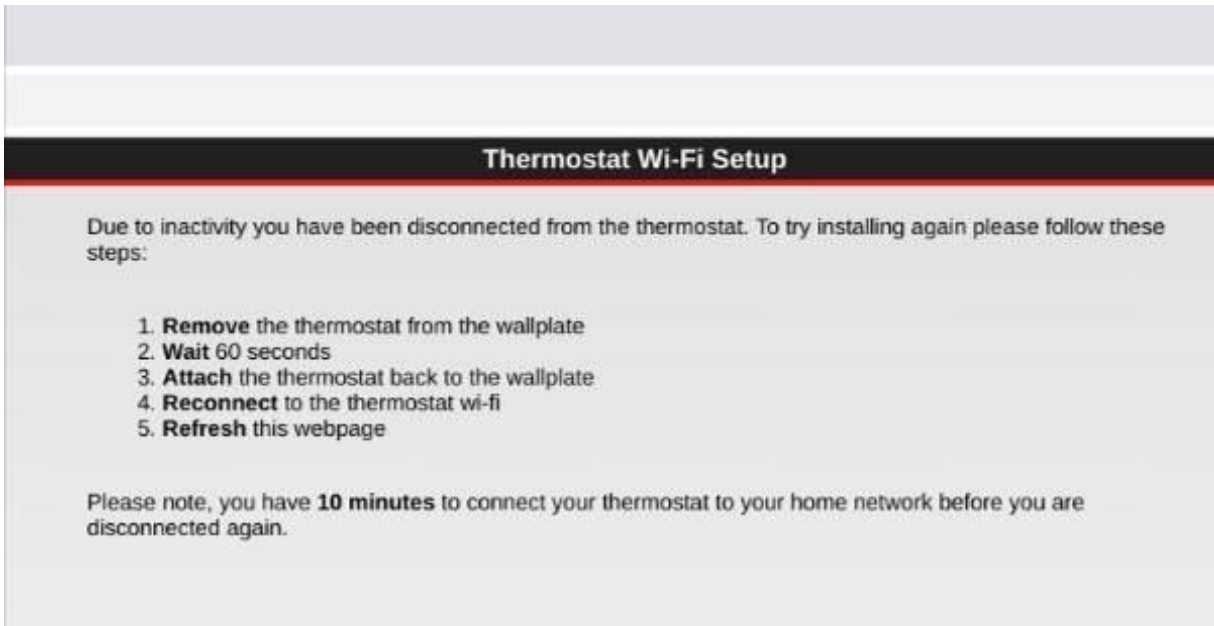 Thermostat Wi-Fi Setup
Due to inactivity you have been disconnected from the thermostat. To try installing again please follow these
steps:
1. Remove the thermostat from the wallplate
2. Wait 60 seconds
3. Attach the thermostat back to the wallplate
4. Reconnect to the thermostat wi-fi
5. Refresh this webpage
Please note, you have 10 minutes to connect your thermostat to your home network before you are
disconnected again.